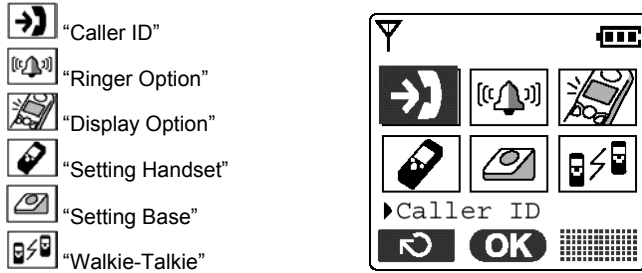 “Caller ID”
“Ringer Option”
“Display Option”
“Setting Handset”
“Setting Base”
“Walkie-Talkie”
Caller ID
OK